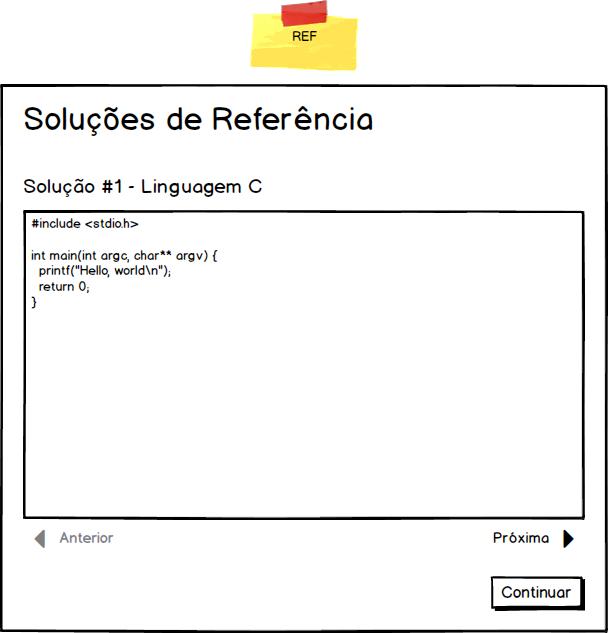 REF
Soluções de Referência
Solução #1 - Linguagem C
#include <stdio.h>
int main(int argc, char** argv) {
printf("Hello, world\n");
return 0;
}
Anterior
Próxima
Continuar